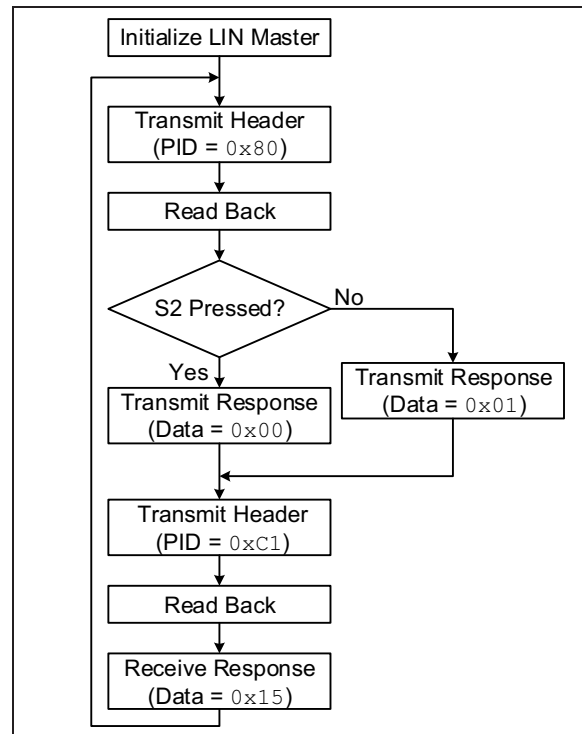 Initialize LIN Master
Transmit Header
(PID = 0x80)
Read Back
S2 Pressed?
No
Yes
Transmit Response
(Data = 0x00)
Transmit Response
(Data = 0x01)
Transmit Header
(PID = 0xC1)
Read Back
Receive Response
(Data = 0x15)